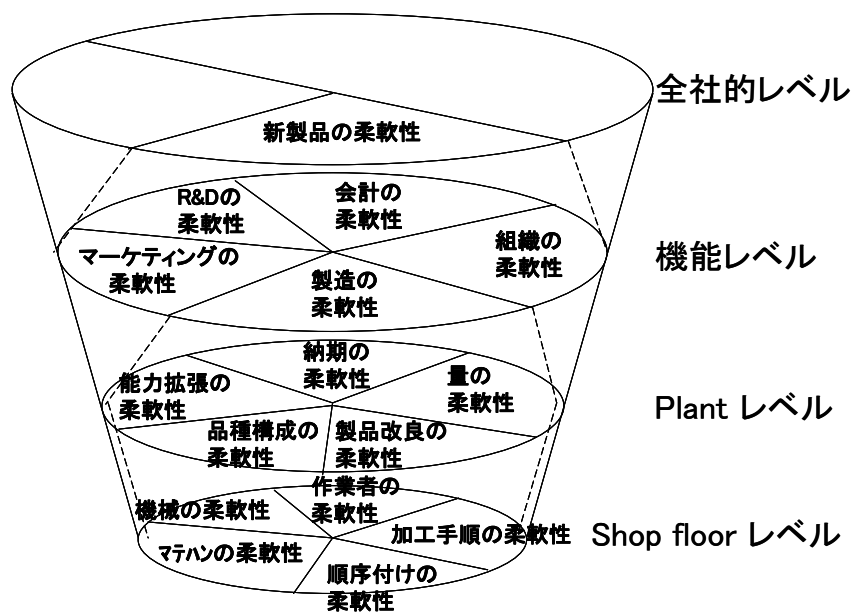 全社的レベル
新製品の柔軟性
R&Dの
柔軟性
会計の
柔軟性
マーケティングの
柔軟性
組織の
柔軟性
製造の
柔軟性
機能レベル
能力拡張の
柔軟性
納期の
柔軟性
量の
柔軟性
品種構成の
柔軟性
製品改良の
柔軟性
Plant レベル
機械の柔軟性
作業者の
柔軟性
加工手順の柔軟性
マテハンの柔軟性
順序付けの
柔軟性
Shop floor レベル